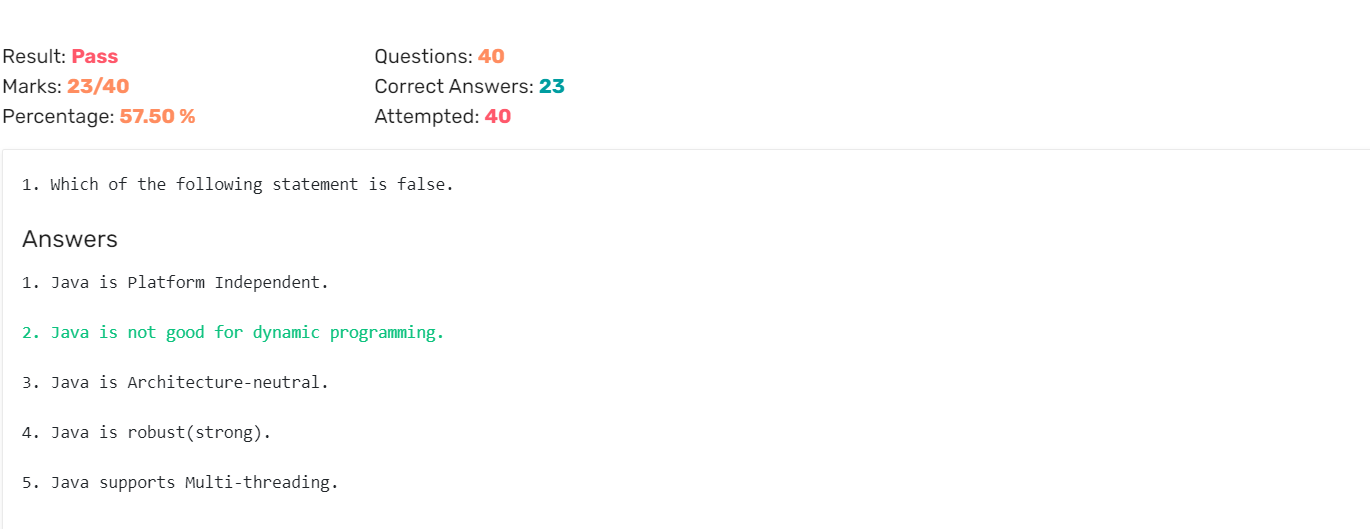 Result: Pass
Questions: 40
Marks: 23/40
Correct Answers: 23
Percentage: 57.50 %
Attempted: 40
1. Which of the following statement is false.
Answers
1. Java is Platform Independent.
2. Java is not good for dynamic programming.
3. Java is Architecture-neutral.
4. Java is robust(strong).
5. Java supports Multi-threading.